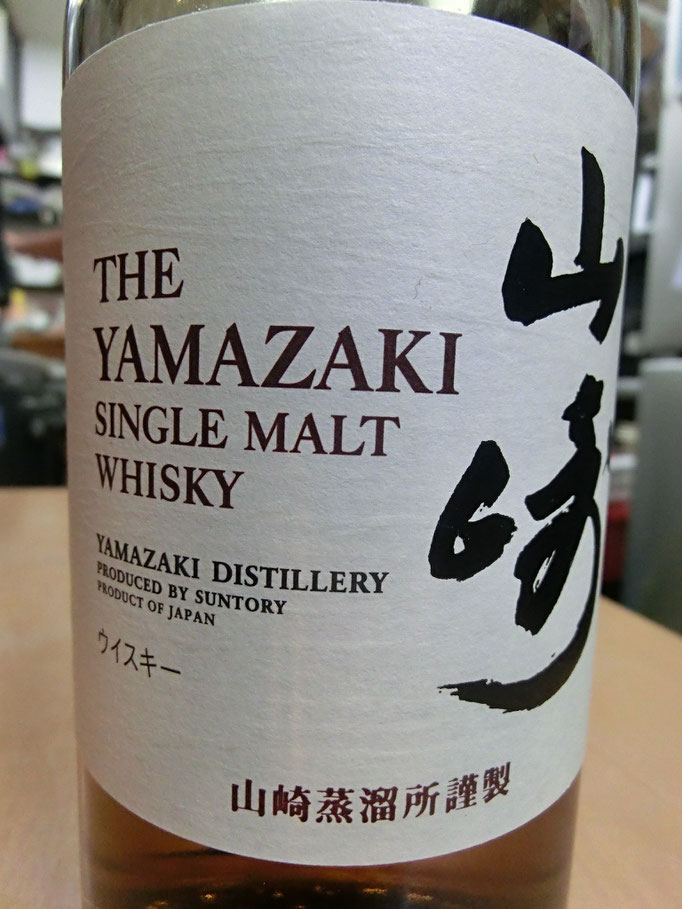 THE
YAMAZAKI
SINGLE MALT
WHISKY
YAMAZAKI DISTILLERY
PRODUCED BY SUNTORY
PRODUCT OF JAPAN
ウイスキー
山崎
山崎蒸溜所謹製